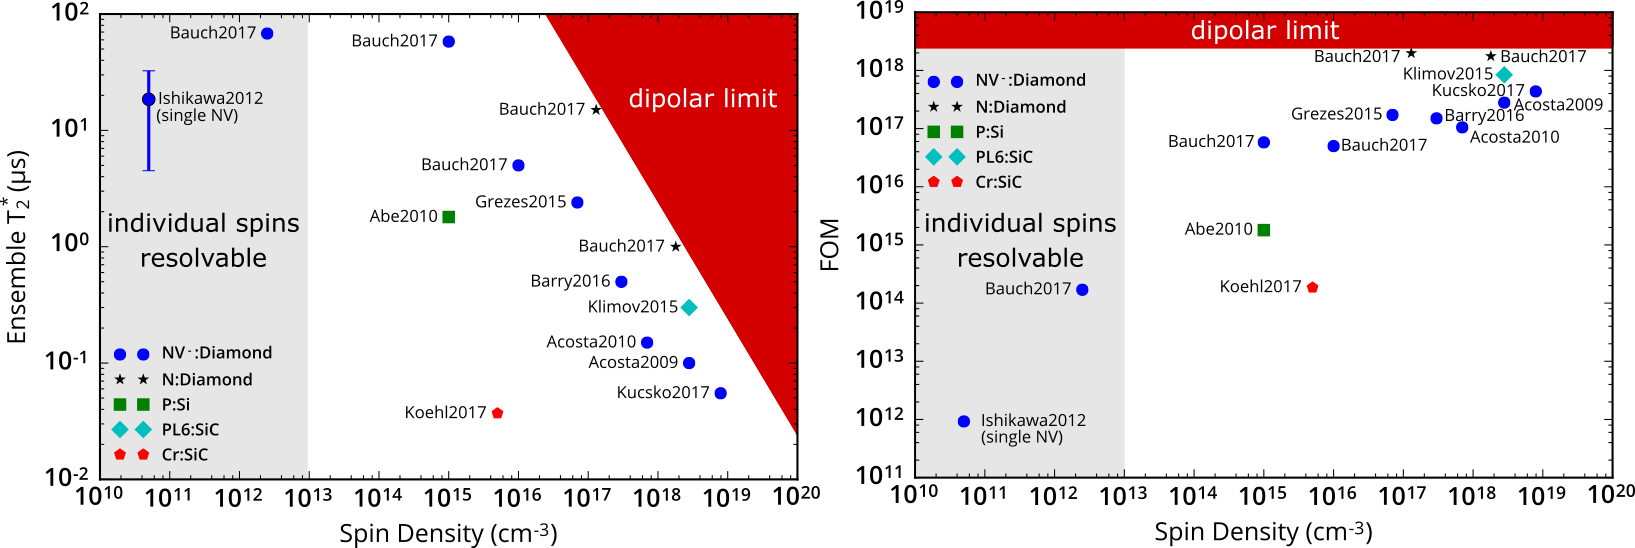 10²
10¹
10⁰
10⁻¹
10⁻²
Ensemble T₂* (μs)
Bauch2017
Bauch2017
Ishikawa2012
(single NV)
Bauch2017
dipolar limit
Bauch2017
Grezes2015
Abe2010
individual spins
resolvable
Bauch2017
Barry2016
Klimov2015
Acosta2010
Acosta2009
Kucsko2017
Koehl2017
NV⁻:Diamond
N:Diamond
P:Si
PL6:SiC
Cr:SiC
10¹⁰ 10¹¹ 10¹² 10¹³ 10¹⁴ 10¹⁵ 10¹⁶ 10¹⁷ 10¹⁸ 10¹⁹ 10²⁰
Spin Density (cm⁻³)
10¹⁹
10¹⁸
10¹⁷
10¹⁶
10¹⁵
10¹⁴
10¹³
10¹²
10¹¹
FOM
dipolar limit
Bauch2017
Bauch2017
Klimov2015
Kucsko2017
Acosta2009
Grezes2015
Barry2016
Acosta2010
Bauch2017
Bauch2017
NV⁻:Diamond
N:Diamond
P:Si
PL6:SiC
Cr:SiC
individual spins
resolvable
Abe2010
Bauch2017
Koehl2017
Ishikawa2012
(single NV)
10¹⁰ 10¹¹ 10¹² 10¹³ 10¹⁴ 10¹⁵ 10¹⁶ 10¹⁷ 10¹⁸ 10¹⁹ 10²⁰
Spin Density (cm⁻³)